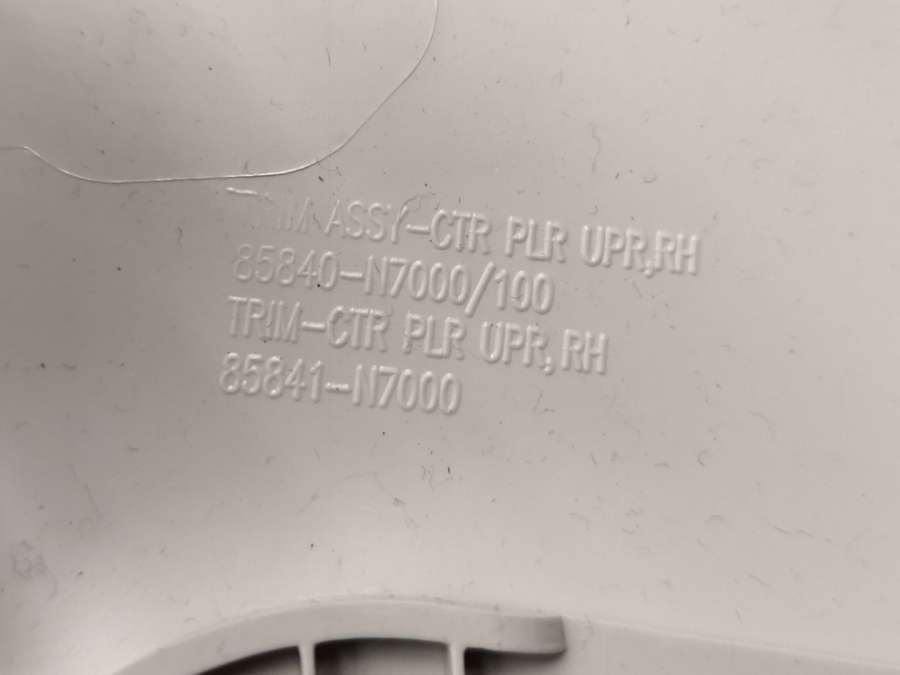 TRIM ASSY-CTR PLR UPR,RH
85840-N7000/100
TRIM-CTR PLR UPR,RH
85841-N7000